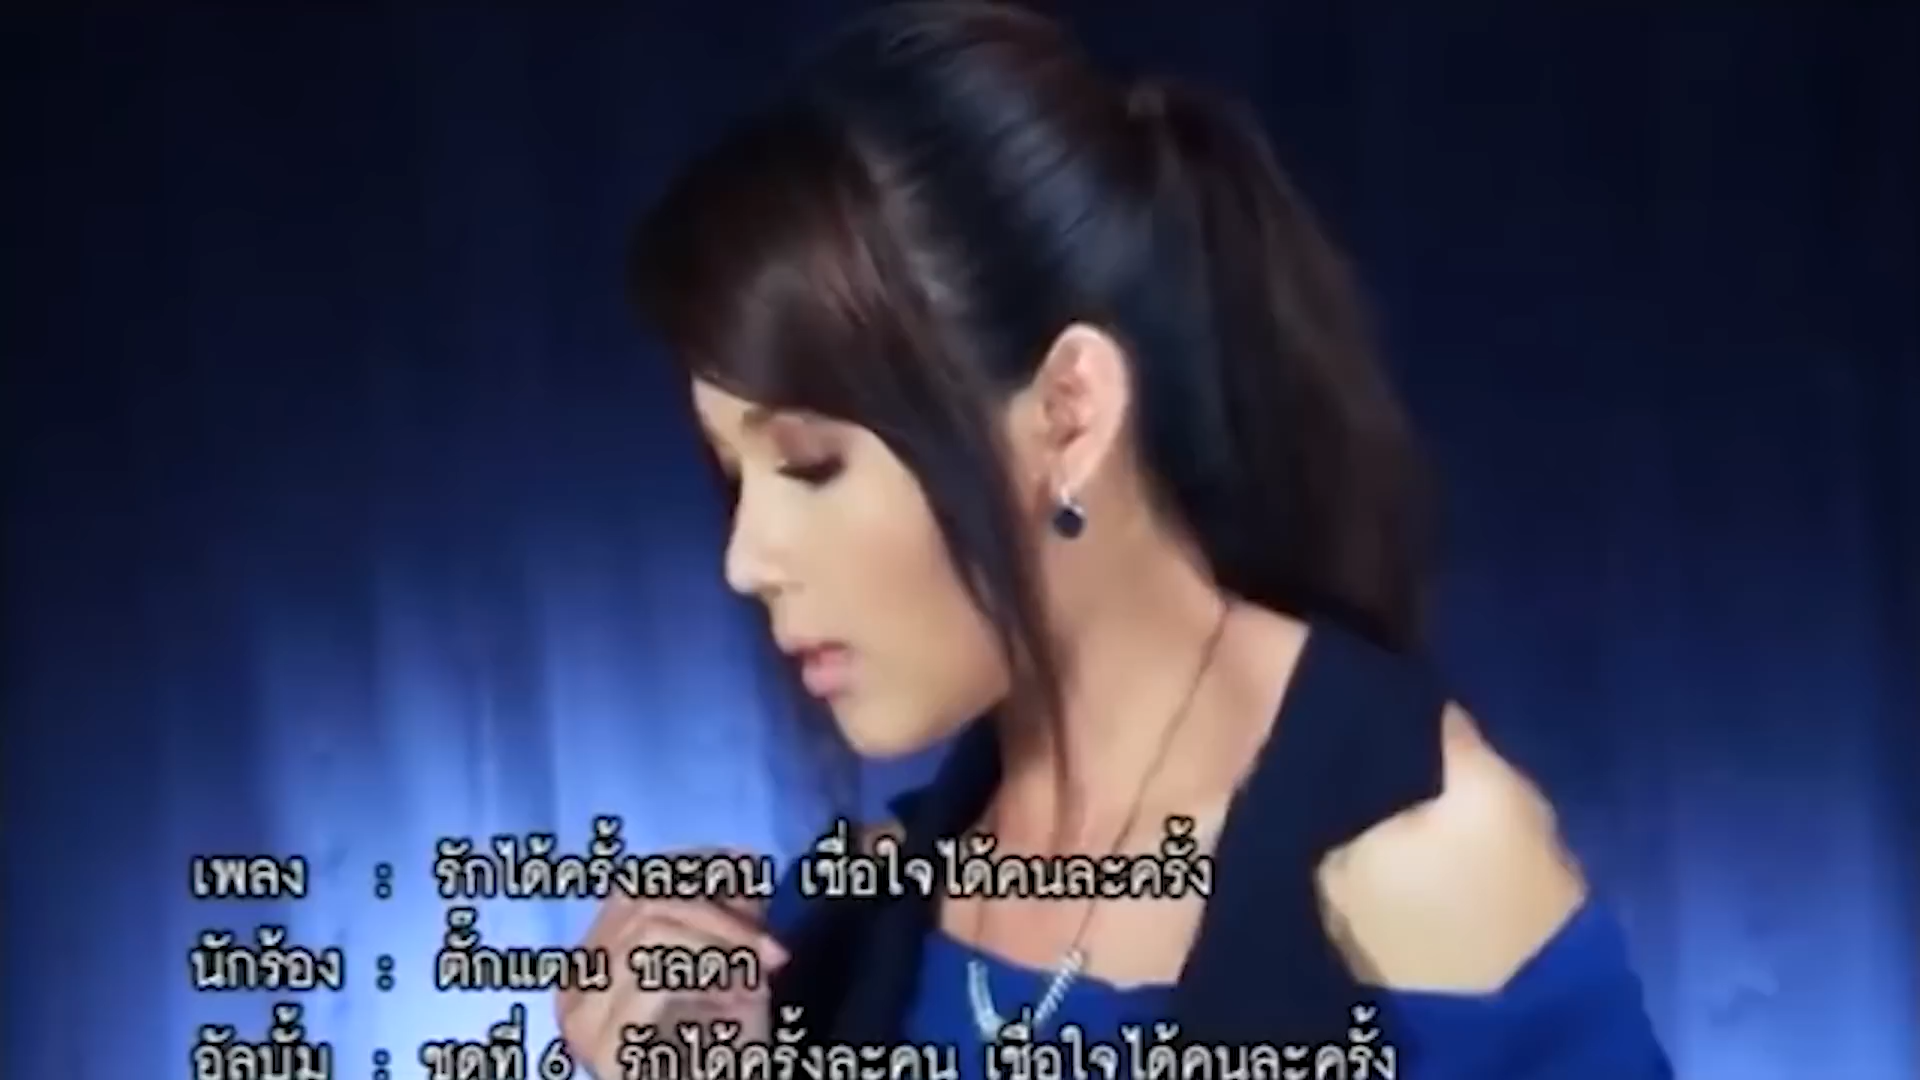 เพลง : รักได้ครั้งละคน เชื่อใจได้คนละครั้ง
นักร้อง : ตั๊กแตน ชลดา
อัลบั้ม : ชุดที่ 6 รักได้ครั้งละคน เชื่อใจได้คนละครั้ง